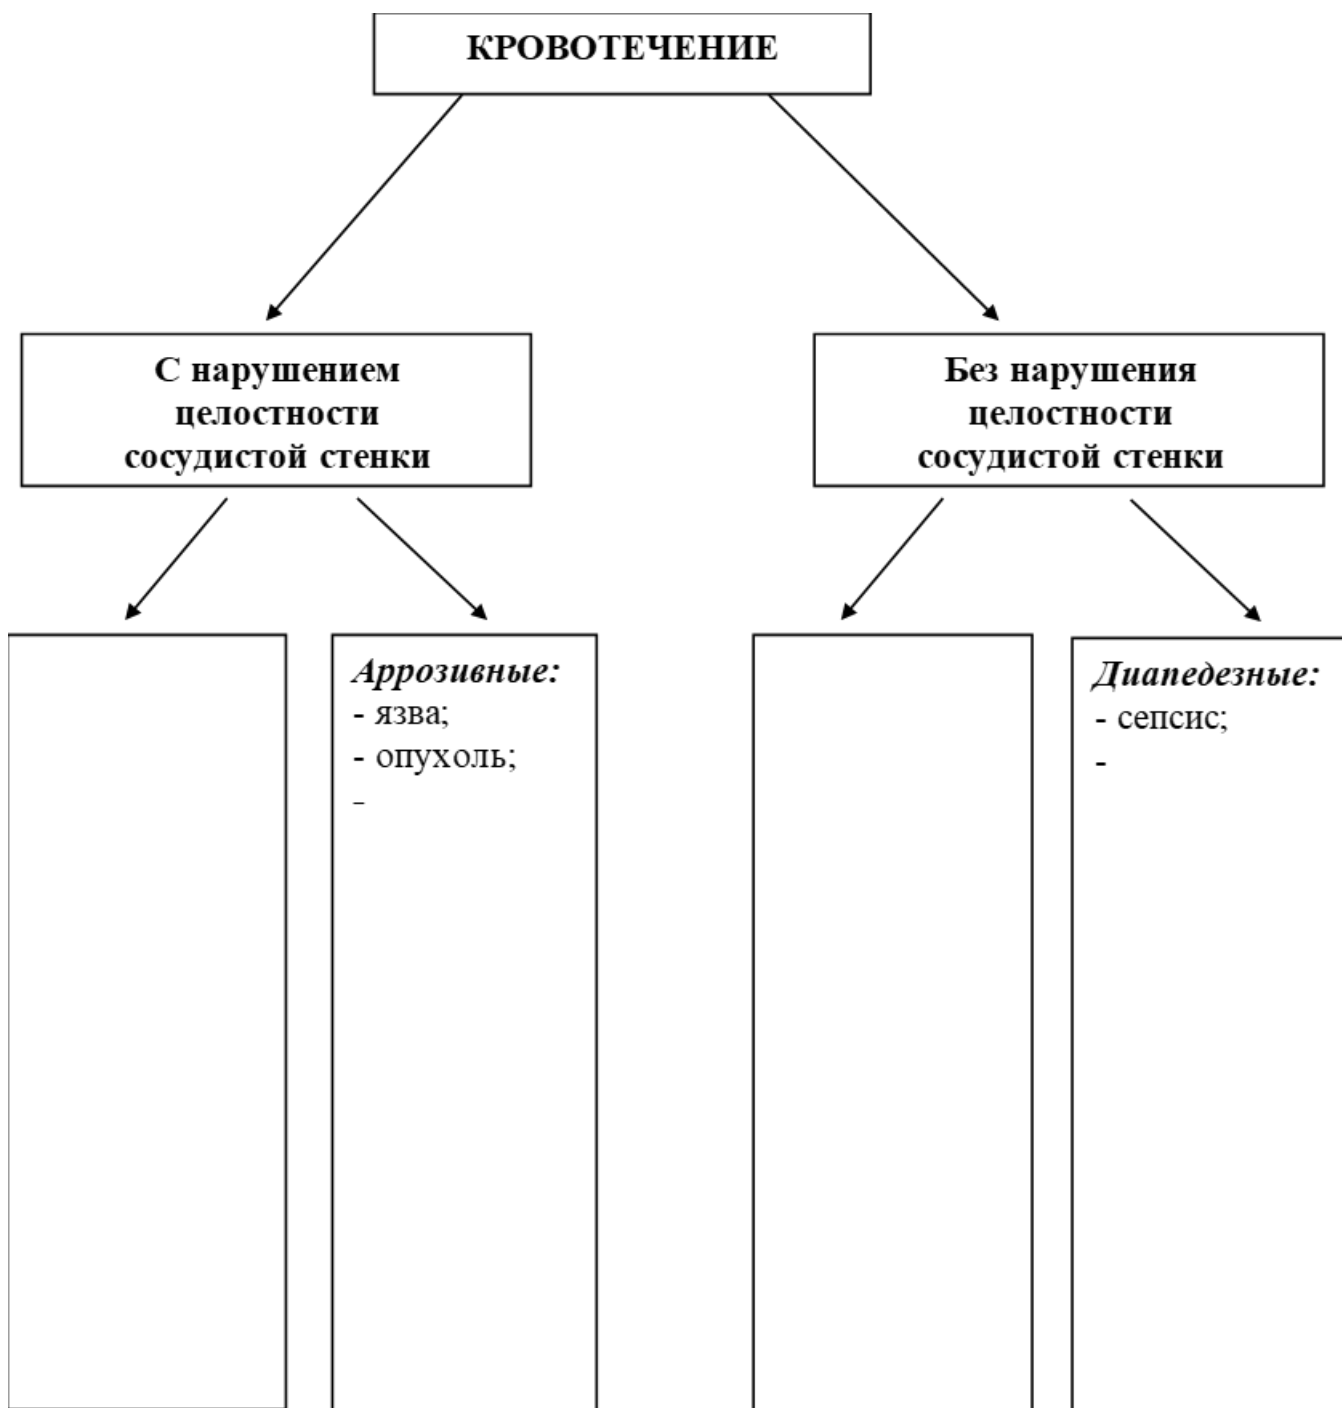 КРОВОТЕЧЕНИЕ
С нарушением
целостности
сосудистой стенки
Без нарушения
целостности
сосудистой стенки
Аррозивные:
- язва;
- опухоль;
-
Диапедезные:
- сепсис;
-